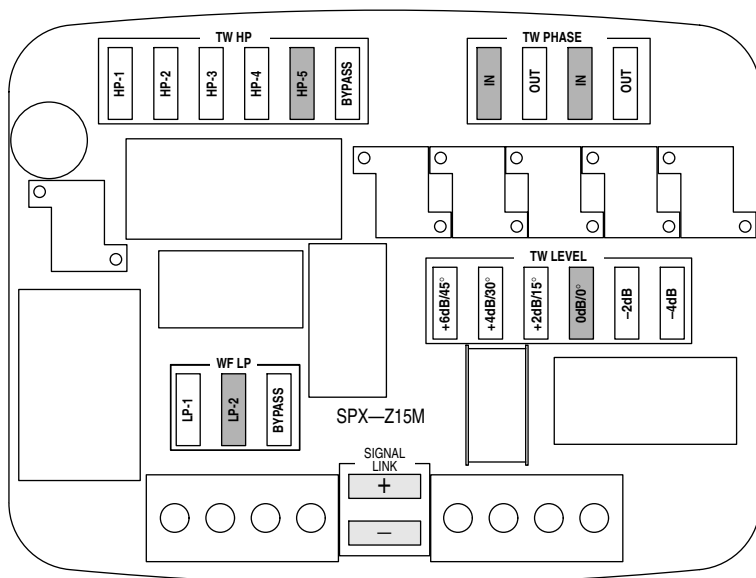 TW HP
HP-1 HP-2 HP-3 HP-4 HP-5 BYPASS
TW PHASE
IN OUT IN OUT
TW LEVEL
+6dB/45° +4dB/30° +2dB/15° 0dB/0° –2dB –4dB
WF LP
LP-1 LP-2 BYPASS
SPX—Z15M
SIGNAL
LINK
+
–